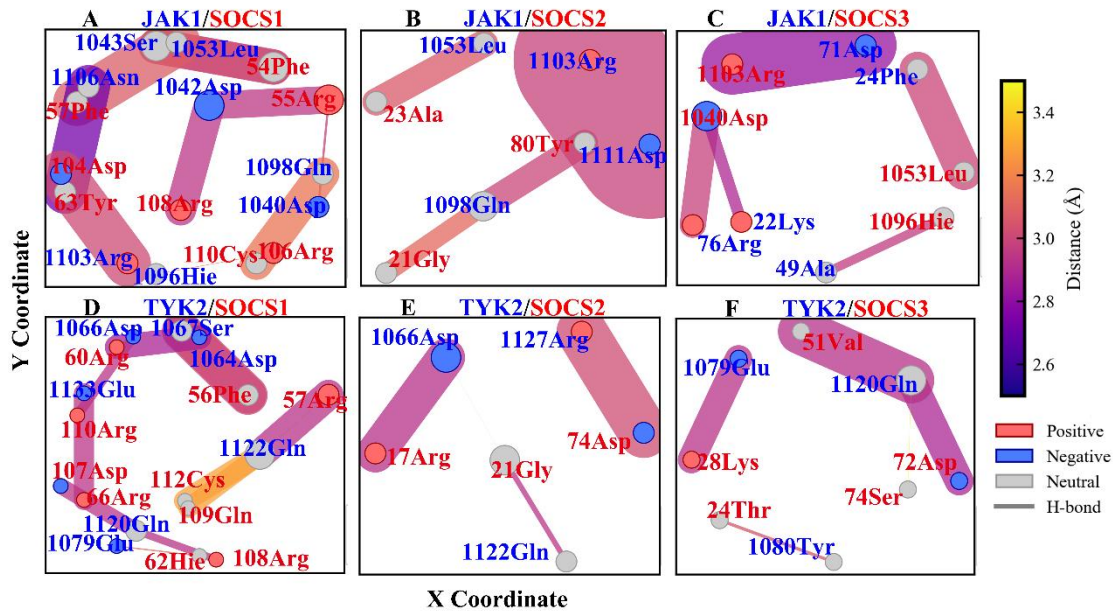 A JAK1/SOCS1
1043Ser
1053Leu
54Phe
1106Asn
1042Asp
57Phe
55Arg
104Asp
1098Gln
63Tyr
108Arg
1040Asp
1103Arg
1096Hie
110Cys
106Arg
B JAK1/SOCS2
1053Leu
1103Arg
23Ala
80Tyr
1111Asp
1098Gln
21Gly
C JAK1/SOCS3
71Asp
1103Arg
24Phe
1040Asp
1053Leu
22Lys
1096Hie
76Arg
49Ala
D TYK2/SOCS1
1066Asp
1067Ser
60Arg
1064Asp
1133Glu
56Phe
57Arg
110Arg
1122Gln
107Asp
112Cys
66Arg
109Gln
1120Gln
1079Glu
62Hie
108Arg
E TYK2/SOCS2
1066Asp
1127Arg
17Arg
74Asp
21Gly
1122Gln
F TYK2/SOCS3
51Val
1079Glu
1120Gln
28Lys
72Asp
74Ser
24Thr
1080Tyr
Y Coordinate
X Coordinate
3.4
3.2
3.0
2.8
2.6
Distance (Å)
Positive
Negative
Neutral
H-bond